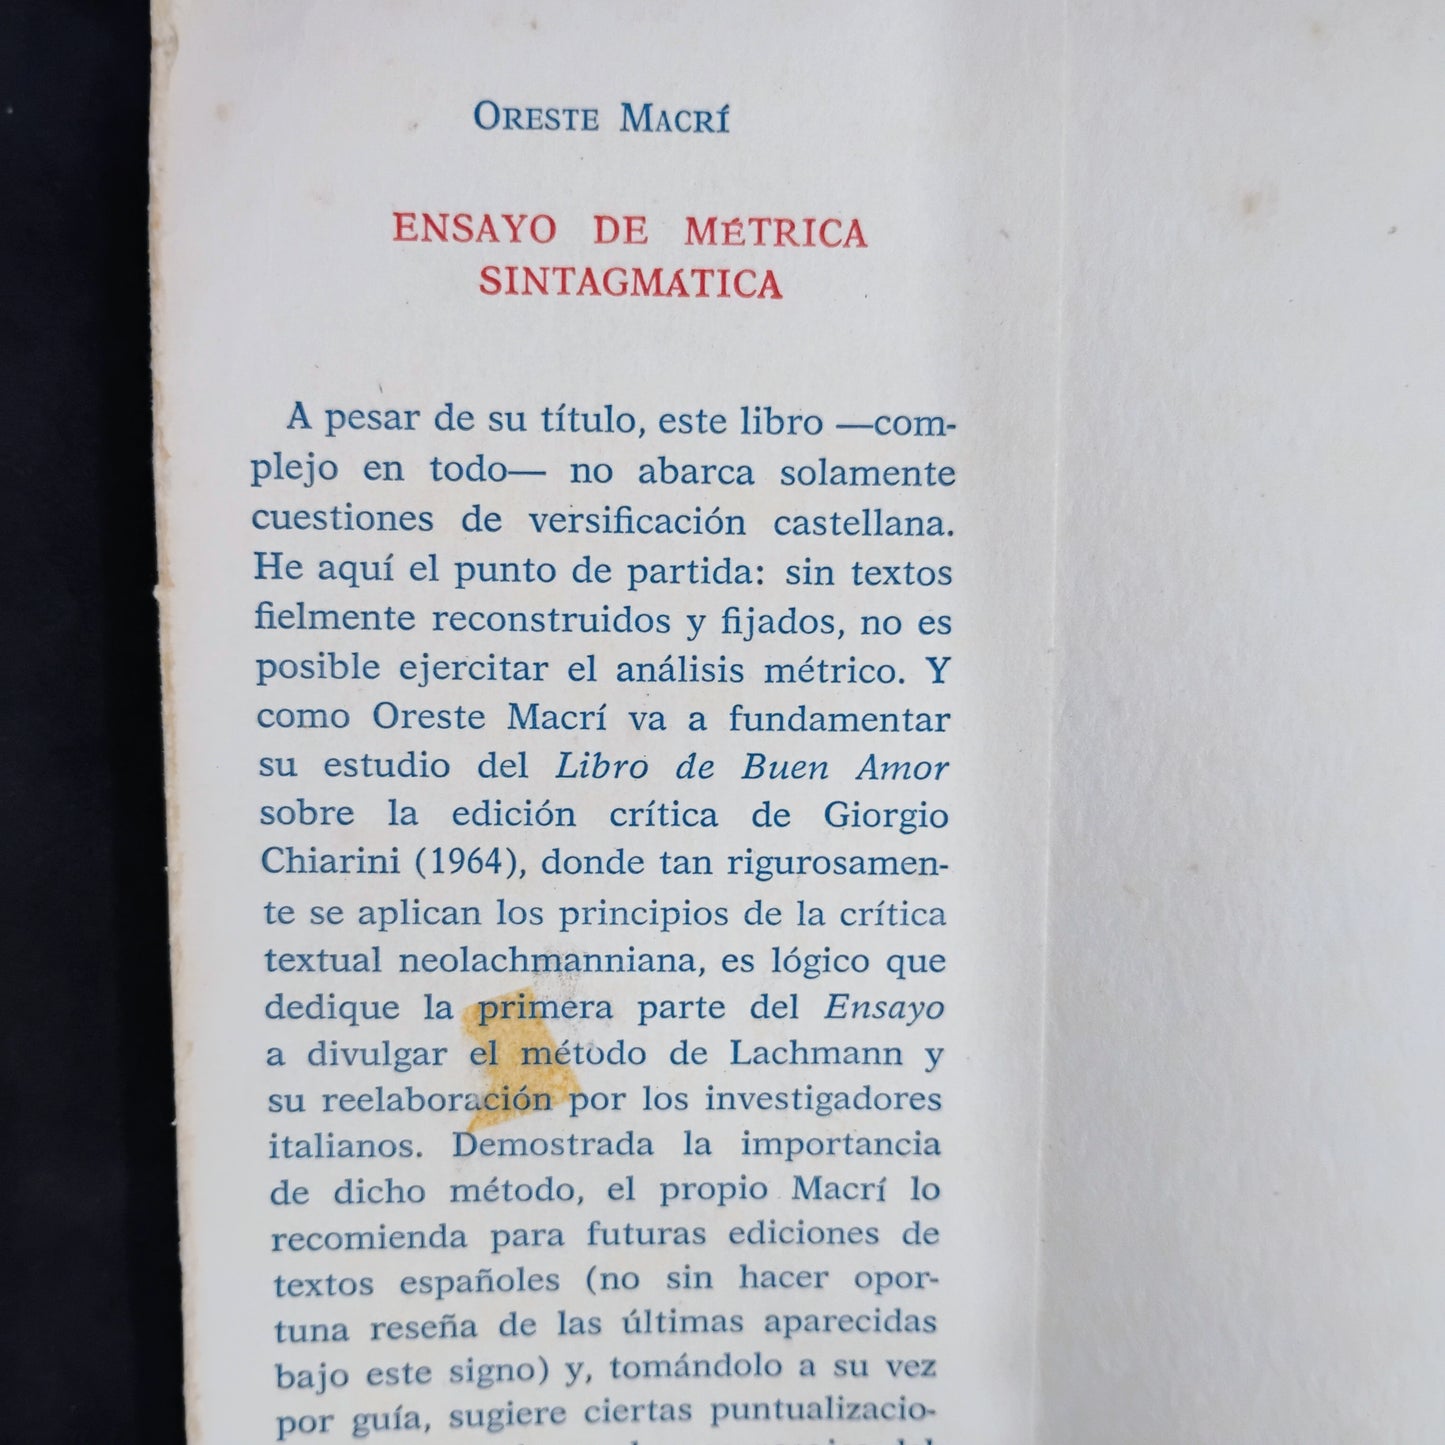 ORESTE MACRÍ
ENSAYO DE MÉTRICA
SINTAGMÁTICA
A pesar de su título, este libro —com-
plejo en todo— no abarca solamente
cuestiones de versificación castellana.
He aquí el punto de partida: sin textos
fielmente reconstruidos y fijados, no es
posible ejercitar el análisis métrico. Y
como Oreste Macrí va a fundamentar
su estudio del Libro de Buen Amor
sobre la edición crítica de Giorgio
Chiarini (1964), donde tan rigurosamen-
te se aplican los principios de la crítica
textual neolachmanniana, es lógico que
dedique la primera parte del Ensayo
a divulgar el método de Lachmann y
su reelaboración por los investigadores
italianos. Demostrada la importancia
de dicho método, el propio Macrí lo
recomienda para futuras ediciones de
textos españoles (no sin hacer opor-
tuna reseña de las últimas aparecidas
bajo este signo) y, tomándolo a su vez
por guía, sugiere ciertas puntualizacio-